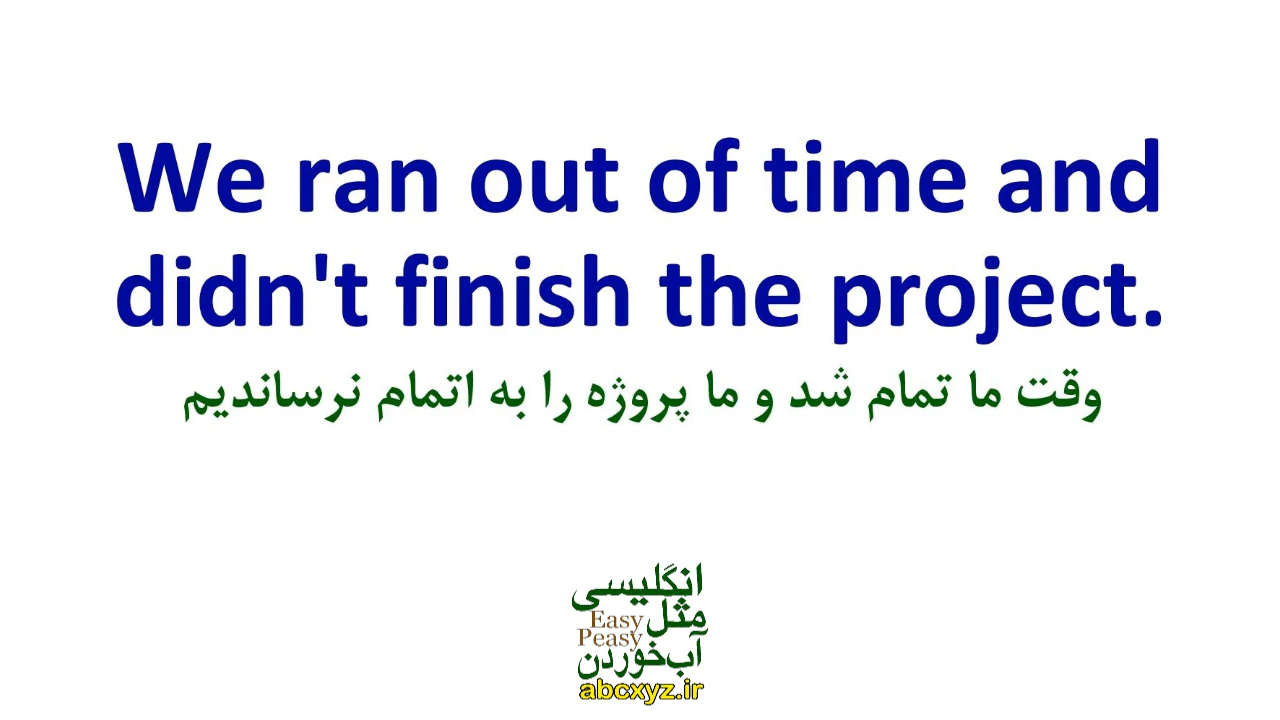 We ran out of time and
didn't finish the project.
وقت ما تمام شد و ما پروژه را به اتمام نرساندیم
انگلیسی
مثل
Easy
Peasy
آب‌خوردن
abcxyz.ir